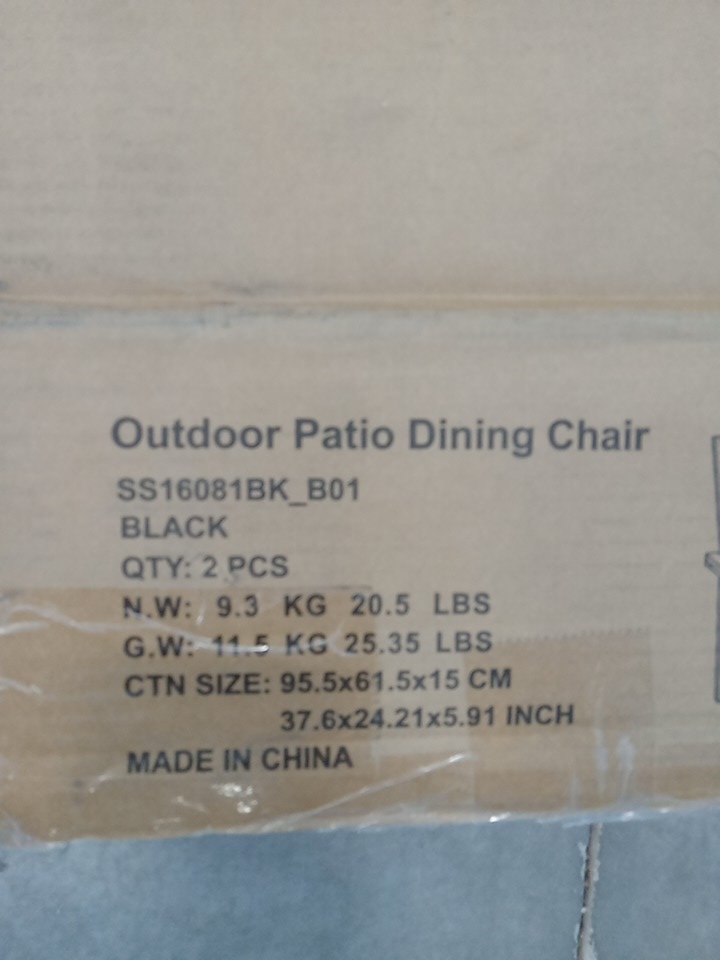 Outdoor Patio Dining Chair
SS16081BK_B01
BLACK
QTY: 2 PCS
N.W: 9.3 KG 20.5 LBS
G.W: 11.5 KG 25.35 LBS
CTN SIZE: 95.5x61.5x15 CM
37.6x24.21x5.91 INCH
MADE IN CHINA